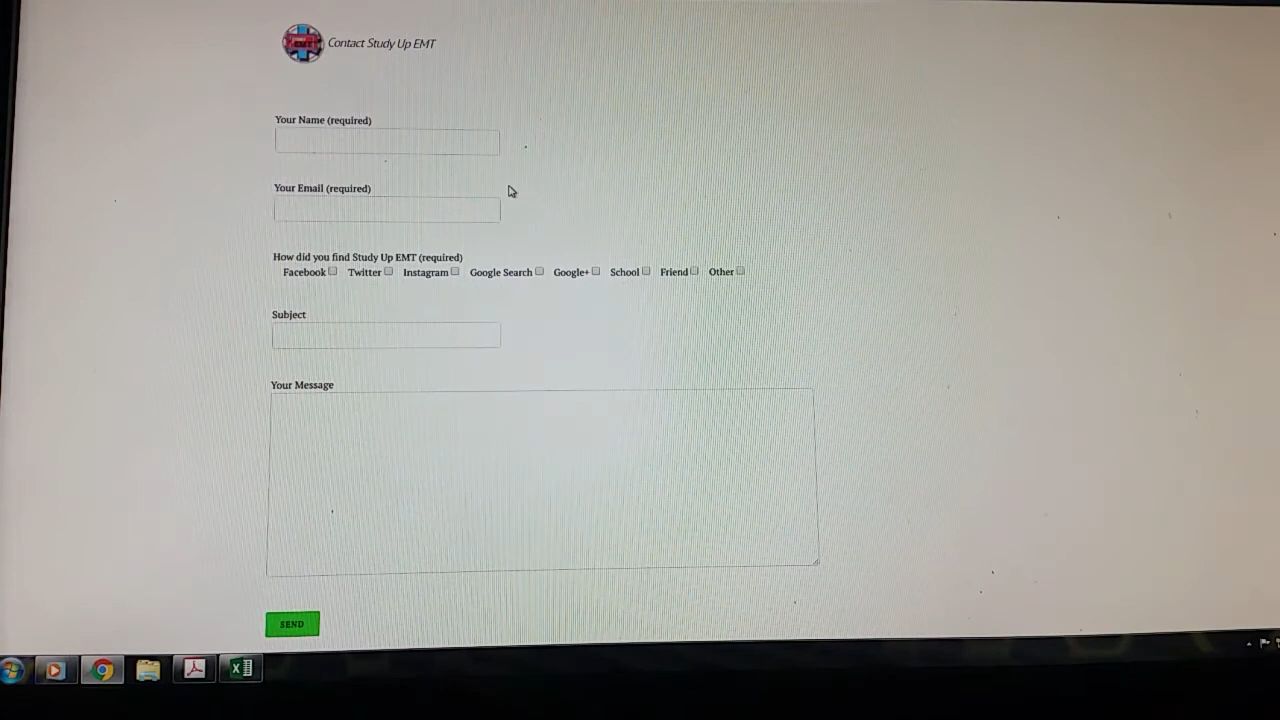 EMT
Contact Study Up EMT
Your Name (required)
Your Email (required)
How did you find Study Up EMT (required)
Facebook Twitter Instagram Google Search Google+ School Friend Other
Subject
Your Message
SEND